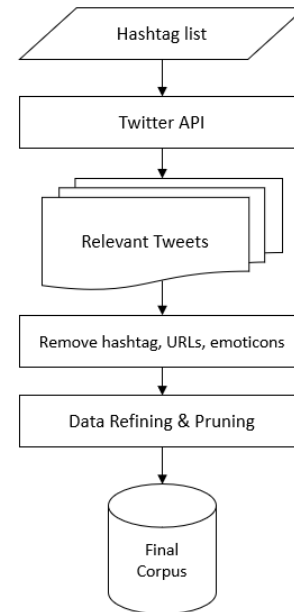 Hashtag list
Twitter API
Relevant Tweets
Remove hashtag, URLs, emoticons
Data Refining & Pruning
Final
Corpus